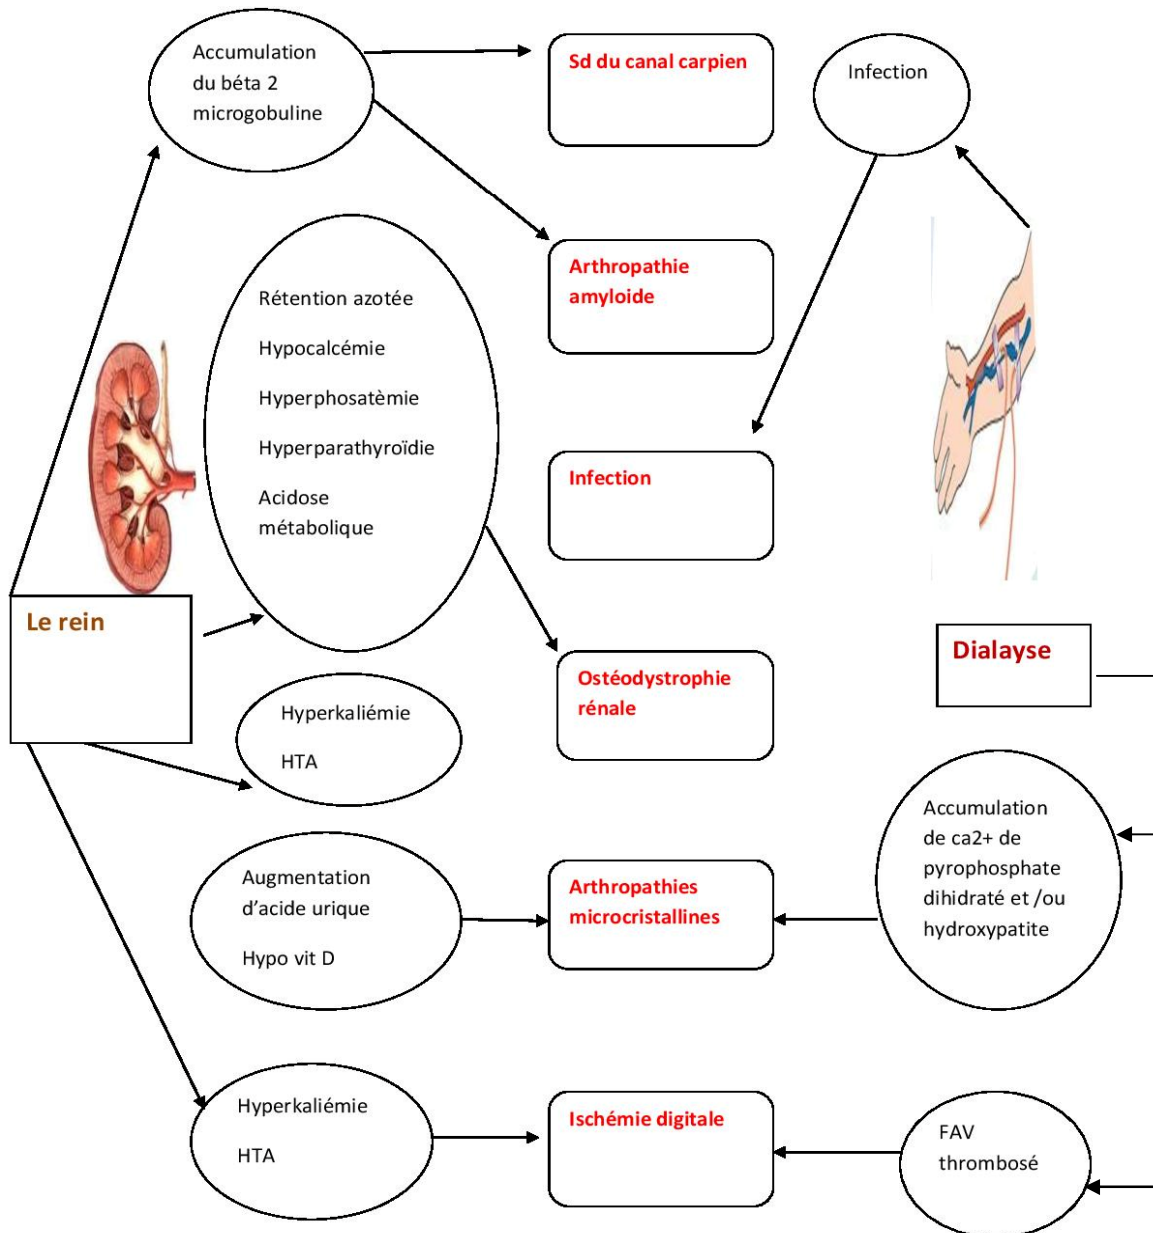 Accumulation
du béta 2
microgobuline
Sd du canal carpien
Infection
Arthropathie
amyloide
Rétention azotée
Hypocalcémie
Hyperphosatèmie
Hyperparathyroïdie
Acidose
métabolique
Infection
Le rein
Dialayse
Ostéodystrophie
rénale
Hyperkaliémie
HTA
Accumulation
de ca2+ de
pyrophosphate
dihidraté et /ou
hydroxypatite
Augmentation
d’acide urique
Hypo vit D
Arthropathies
microcristallines
Hyperkaliémie
HTA
Ischémie digitale
FAV
thrombosé